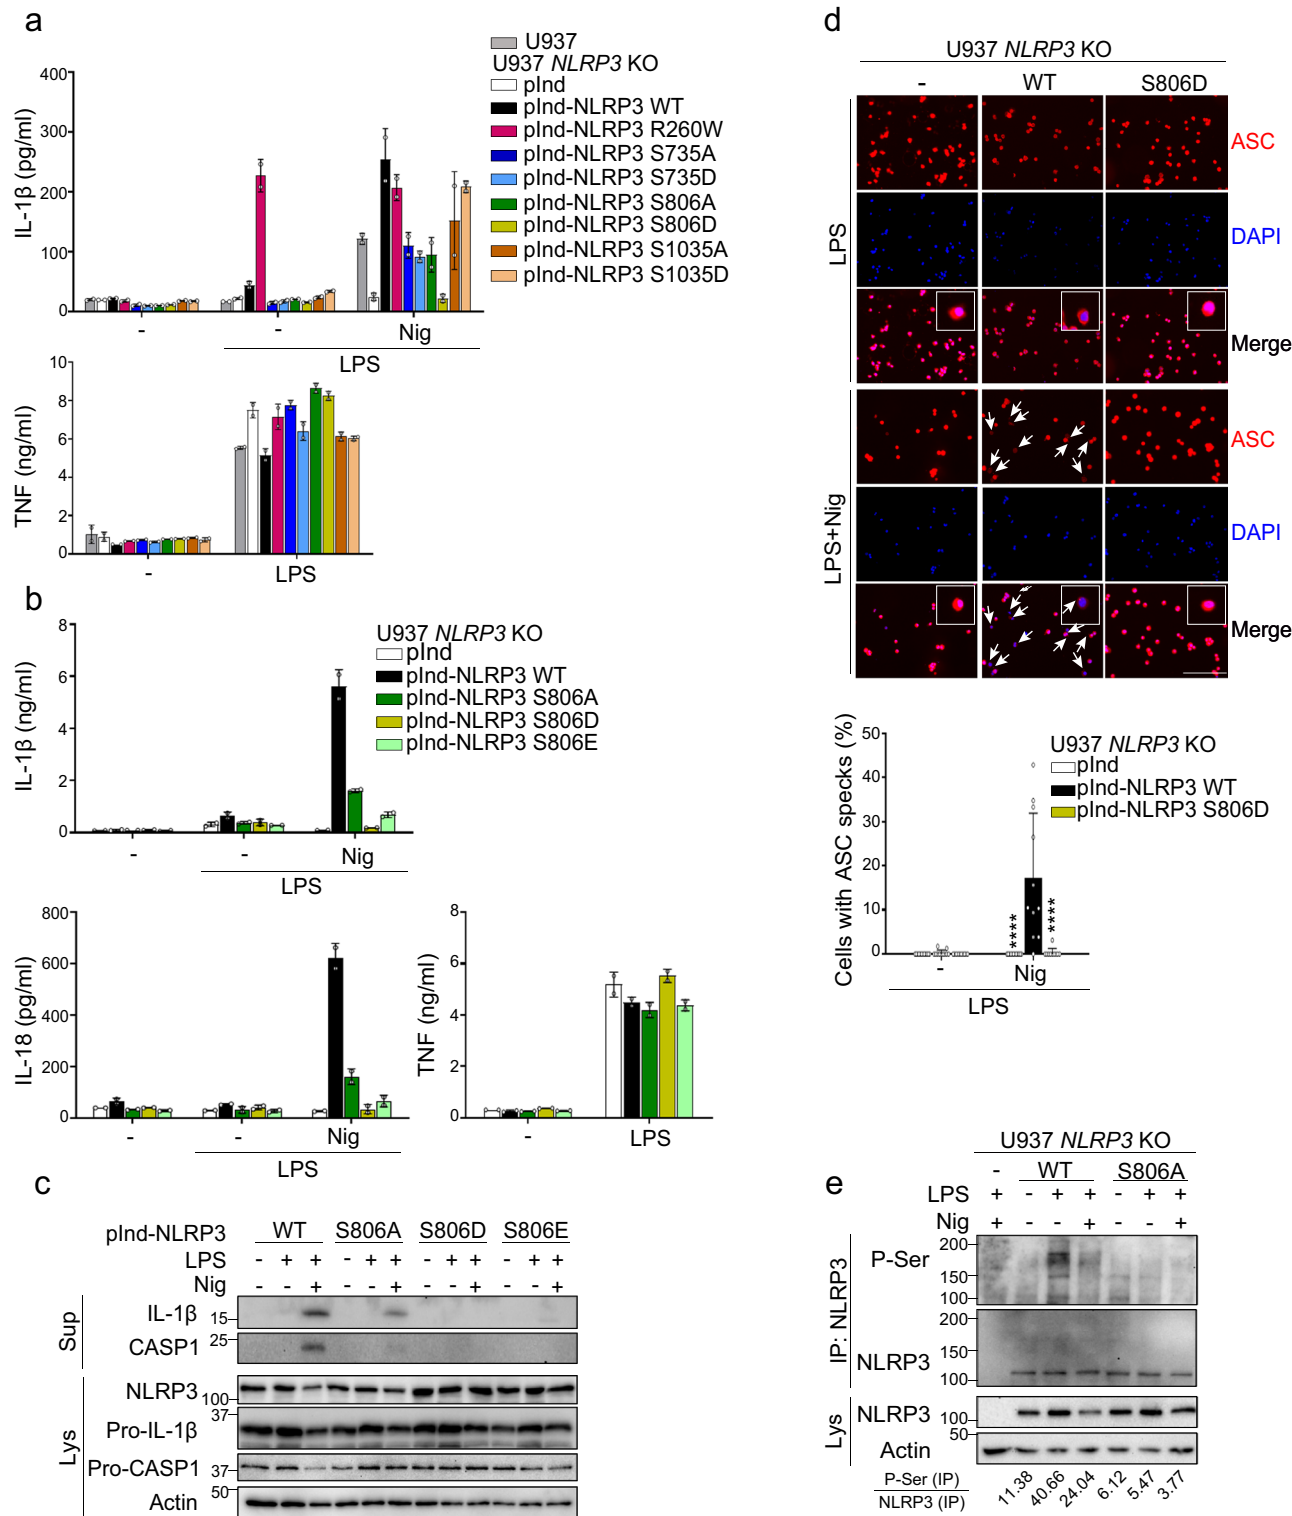 a
U937
U937 NLRP3 KO
pInd
pInd-NLRP3 WT
pInd-NLRP3 R260W
pInd-NLRP3 S735A
pInd-NLRP3 S735D
pInd-NLRP3 S806A
pInd-NLRP3 S806D
pInd-NLRP3 S1035A
pInd-NLRP3 S1035D
IL-1β (pg/ml)
400
300
200
100
0
- - Nig
LPS
TNF (ng/ml)
10
8
6
4
2
0
- LPS
b
U937 NLRP3 KO
pInd
pInd-NLRP3 WT
pInd-NLRP3 S806A
pInd-NLRP3 S806D
pInd-NLRP3 S806E
IL-1β (ng/ml)
8
6
4
2
0
- - Nig
LPS
IL-18 (pg/ml)
800
600
400
200
0
- - Nig
LPS
TNF (ng/ml)
8
6
4
2
0
- LPS
c
pInd-NLRP3 WT S806A S806D S806E
LPS - + + - + + - + + - + +
Nig - - + - - + - - + - - +
Sup
IL-1β 15
CASP1 25
Lys
NLRP3 100
Pro-IL-1β 37
Pro-CASP1 37
Actin 50
d
U937 NLRP3 KO
- WT S806D
LPS
ASC
DAPI
Merge
LPS+Nig
ASC
DAPI
Merge
Cells with ASC specks (%)
50
40
30
20
10
0
U937 NLRP3 KO
pInd
pInd-NLRP3 WT
pInd-NLRP3 S806D
**** ****
- Nig
LPS
e
U937 NLRP3 KO
- WT S806A
LPS + - + + - + +
Nig + - - + - - +
IP: NLRP3
P-Ser 200 150 100
NLRP3 200 150 100
Lys
NLRP3 100
Actin 50
P-Ser (IP)
NLRP3 (IP)
11.38 40.66 24.04 6.12 5.47 3.77